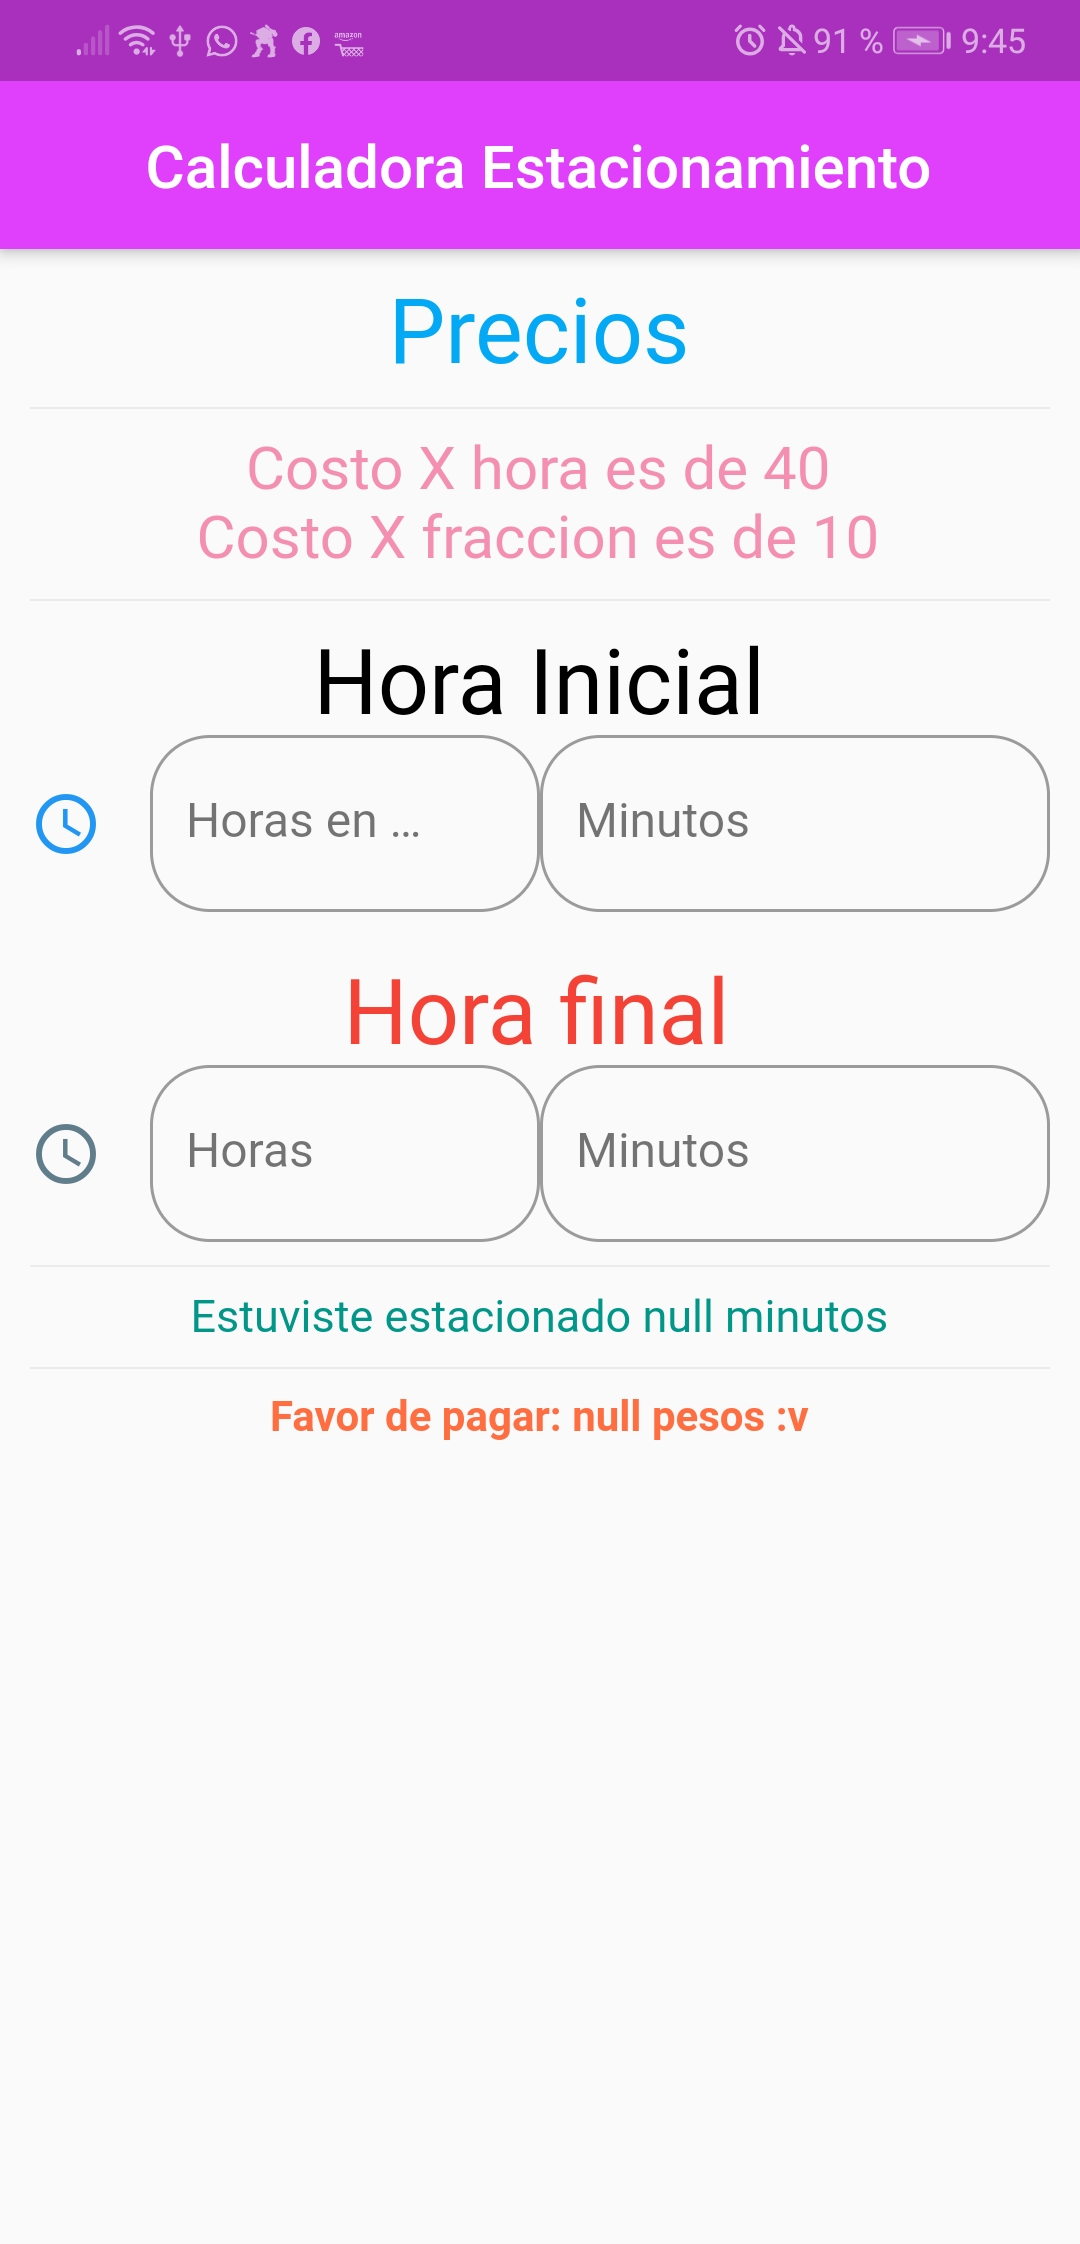 amazon
91 % 9:45
Calculadora Estacionamiento
Precios
Costo X hora es de 40
Costo X fraccion es de 10
Hora Inicial
Horas en ... Minutos
Hora final
Horas Minutos
Estuviste estacionado null minutos
Favor de pagar: null pesos :v